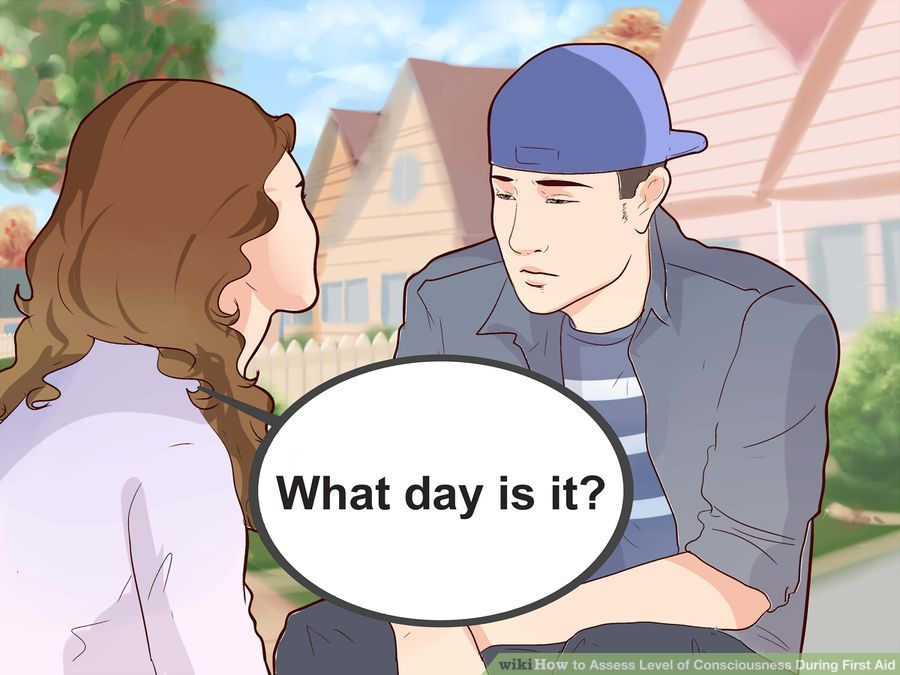 What day is it?
wikiHow to Assess Level of Consciousness During First Aid